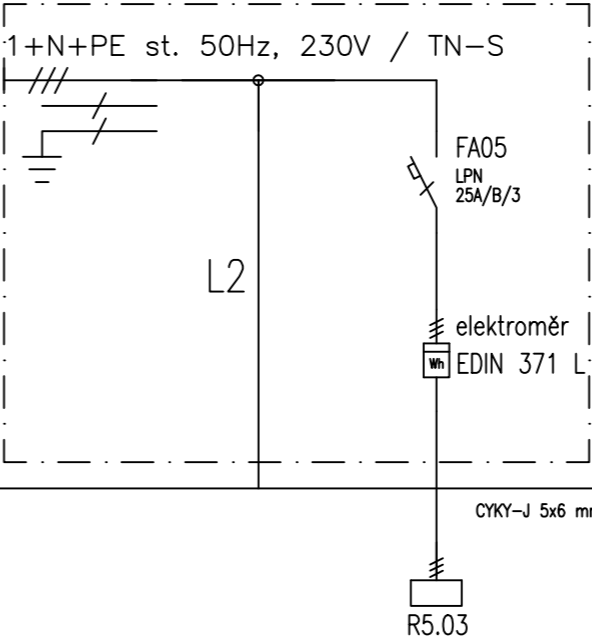 1+N+PE st. 50Hz, 230V / TN-S
FA05
LPN
25A/B/3
L2
elektroměr
Wh
EDIN 371 L
CYKY-J 5x6
R5.03